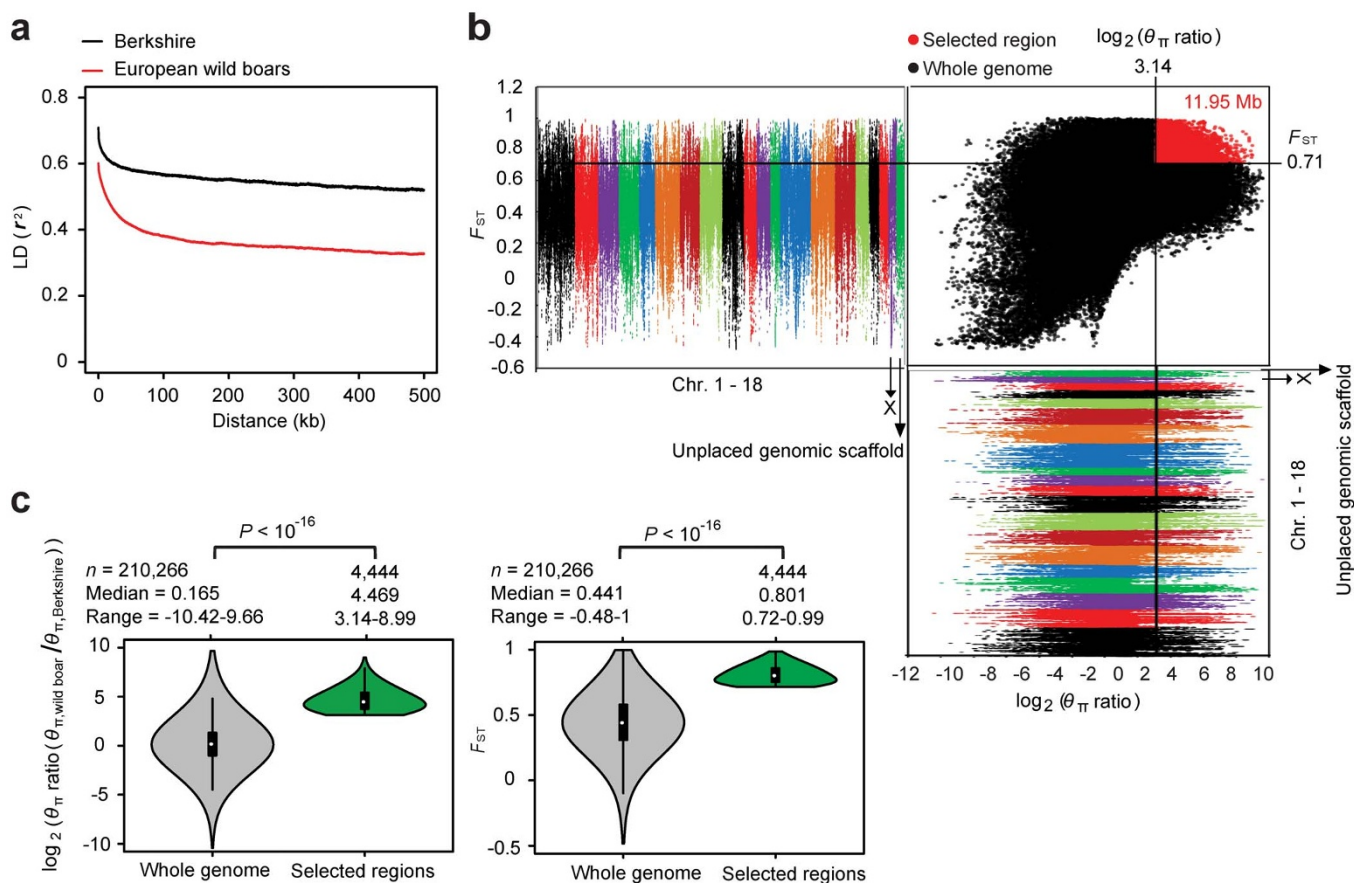 a
Berkshire
European wild boars
LD (r²)
0.8
0.6
0.4
0.2
0
0 100 200 300 400 500
Distance (kb)
b
Selected region
Whole genome
log₂ (θπ ratio)
3.14
11.95 Mb
FST
0.71
FST
1.2
1
0.8
0.6
0.4
0.2
0
-0.2
-0.4
-0.6
Chr. 1 - 18
X
Unplaced genomic scaffold
X
Chr. 1 - 18
Unplaced genomic scaffold
-12 -10 -8 -6 -4 -2 0 2 4 6 8 10
log₂ (θπ ratio)
c
P < 10⁻¹⁶
n = 210,266 4,444
Median = 0.165 4.469
Range = -10.42-9.66 3.14-8.99
log₂ (θπ ratio (θπ,wild boar /θπ,Berkshire))
10
5
0
-5
-10
Whole genome Selected regions
P < 10⁻¹⁶
n = 210,266 4,444
Median = 0.441 0.801
Range = -0.48-1 0.72-0.99
FST
1
0.5
0
-0.5
Whole genome Selected regions